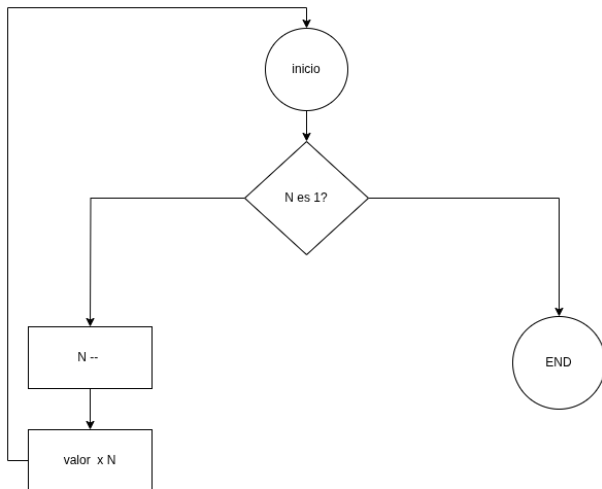 inicio
N es 1?
N --
END
valor x N